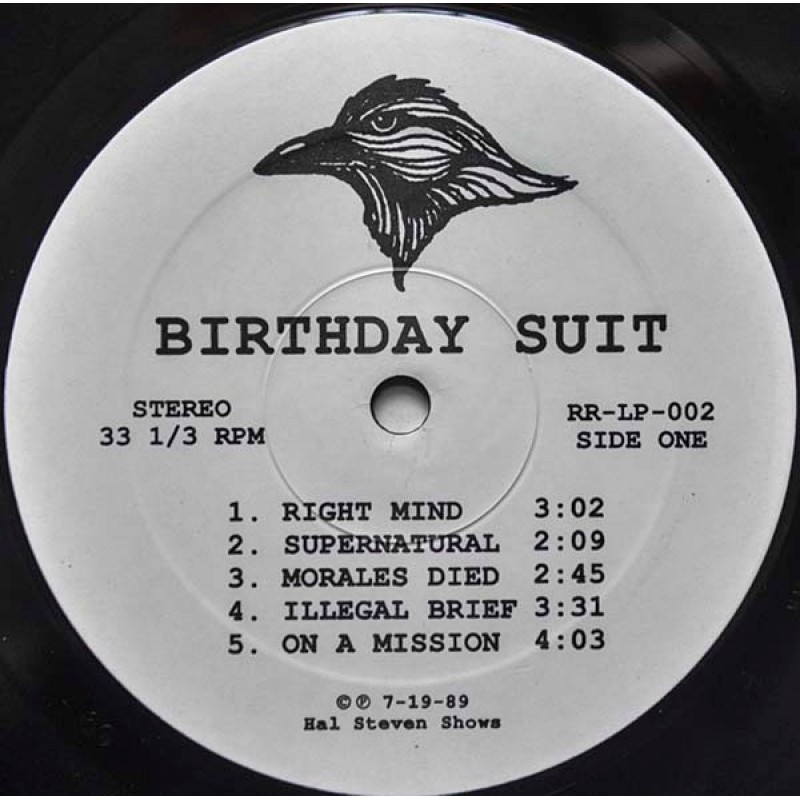 BIRTHDAY SUIT
STEREO
33 1/3 RPM
RR-LP-002
SIDE ONE
1. RIGHT MIND 3:02
2. SUPERNATURAL 2:09
3. MORALES DIED 2:45
4. ILLEGAL BRIEF 3:31
5. ON A MISSION 4:03
©℗ 7-19-89
Hal Steven Shows